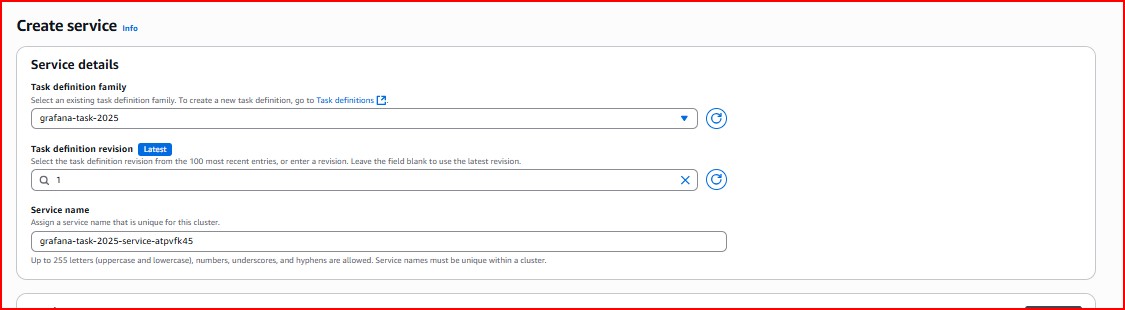 Create service Info
Service details
Task definition family
Select an existing task definition family. To create a new task definition, go to Task definitions
grafana-task-2025
Task definition revision Latest
Select the task definition revision from the 100 most recent entries, or enter a revision. Leave the field blank to use the latest revision.
1
Service name
Assign a service name that is unique for this cluster.
grafana-task-2025-service-atpvfk45
Up to 255 letters (uppercase and lowercase), numbers, underscores, and hyphens are allowed. Service names must be unique within a cluster.